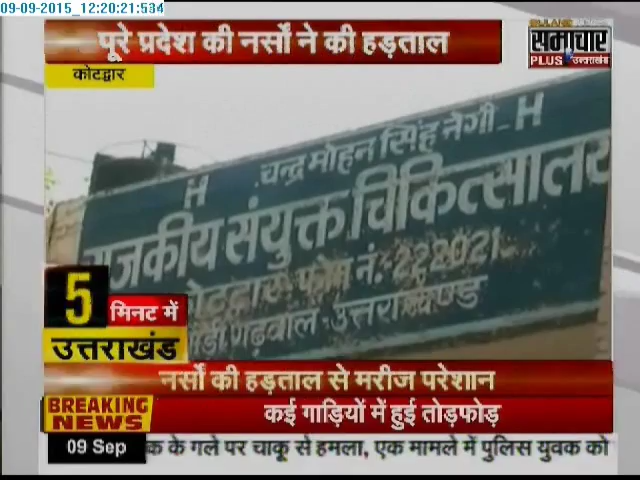 09-09-2015_12:20:21:534
पूरे प्रदेश की नर्सों ने की हड़ताल
समाचार
PLUS उत्तराखंड
कोटद्वार
H चन्द्र मोहन सिंह नेगी - H
राजकीय संयुक्त चिकित्सालय
कोटद्वार फोन नं.-222021
गढ़वाल-उत्तराखण्ड
5 मिनट में
उत्तराखंड
नर्सों की हड़ताल से मरीज परेशान
BREAKING NEWS
कई गाड़ियों में हुई तोड़फोड़
09 Sep
क के गले पर चाकू से हमला, एक मामले में पुलिस युवक को